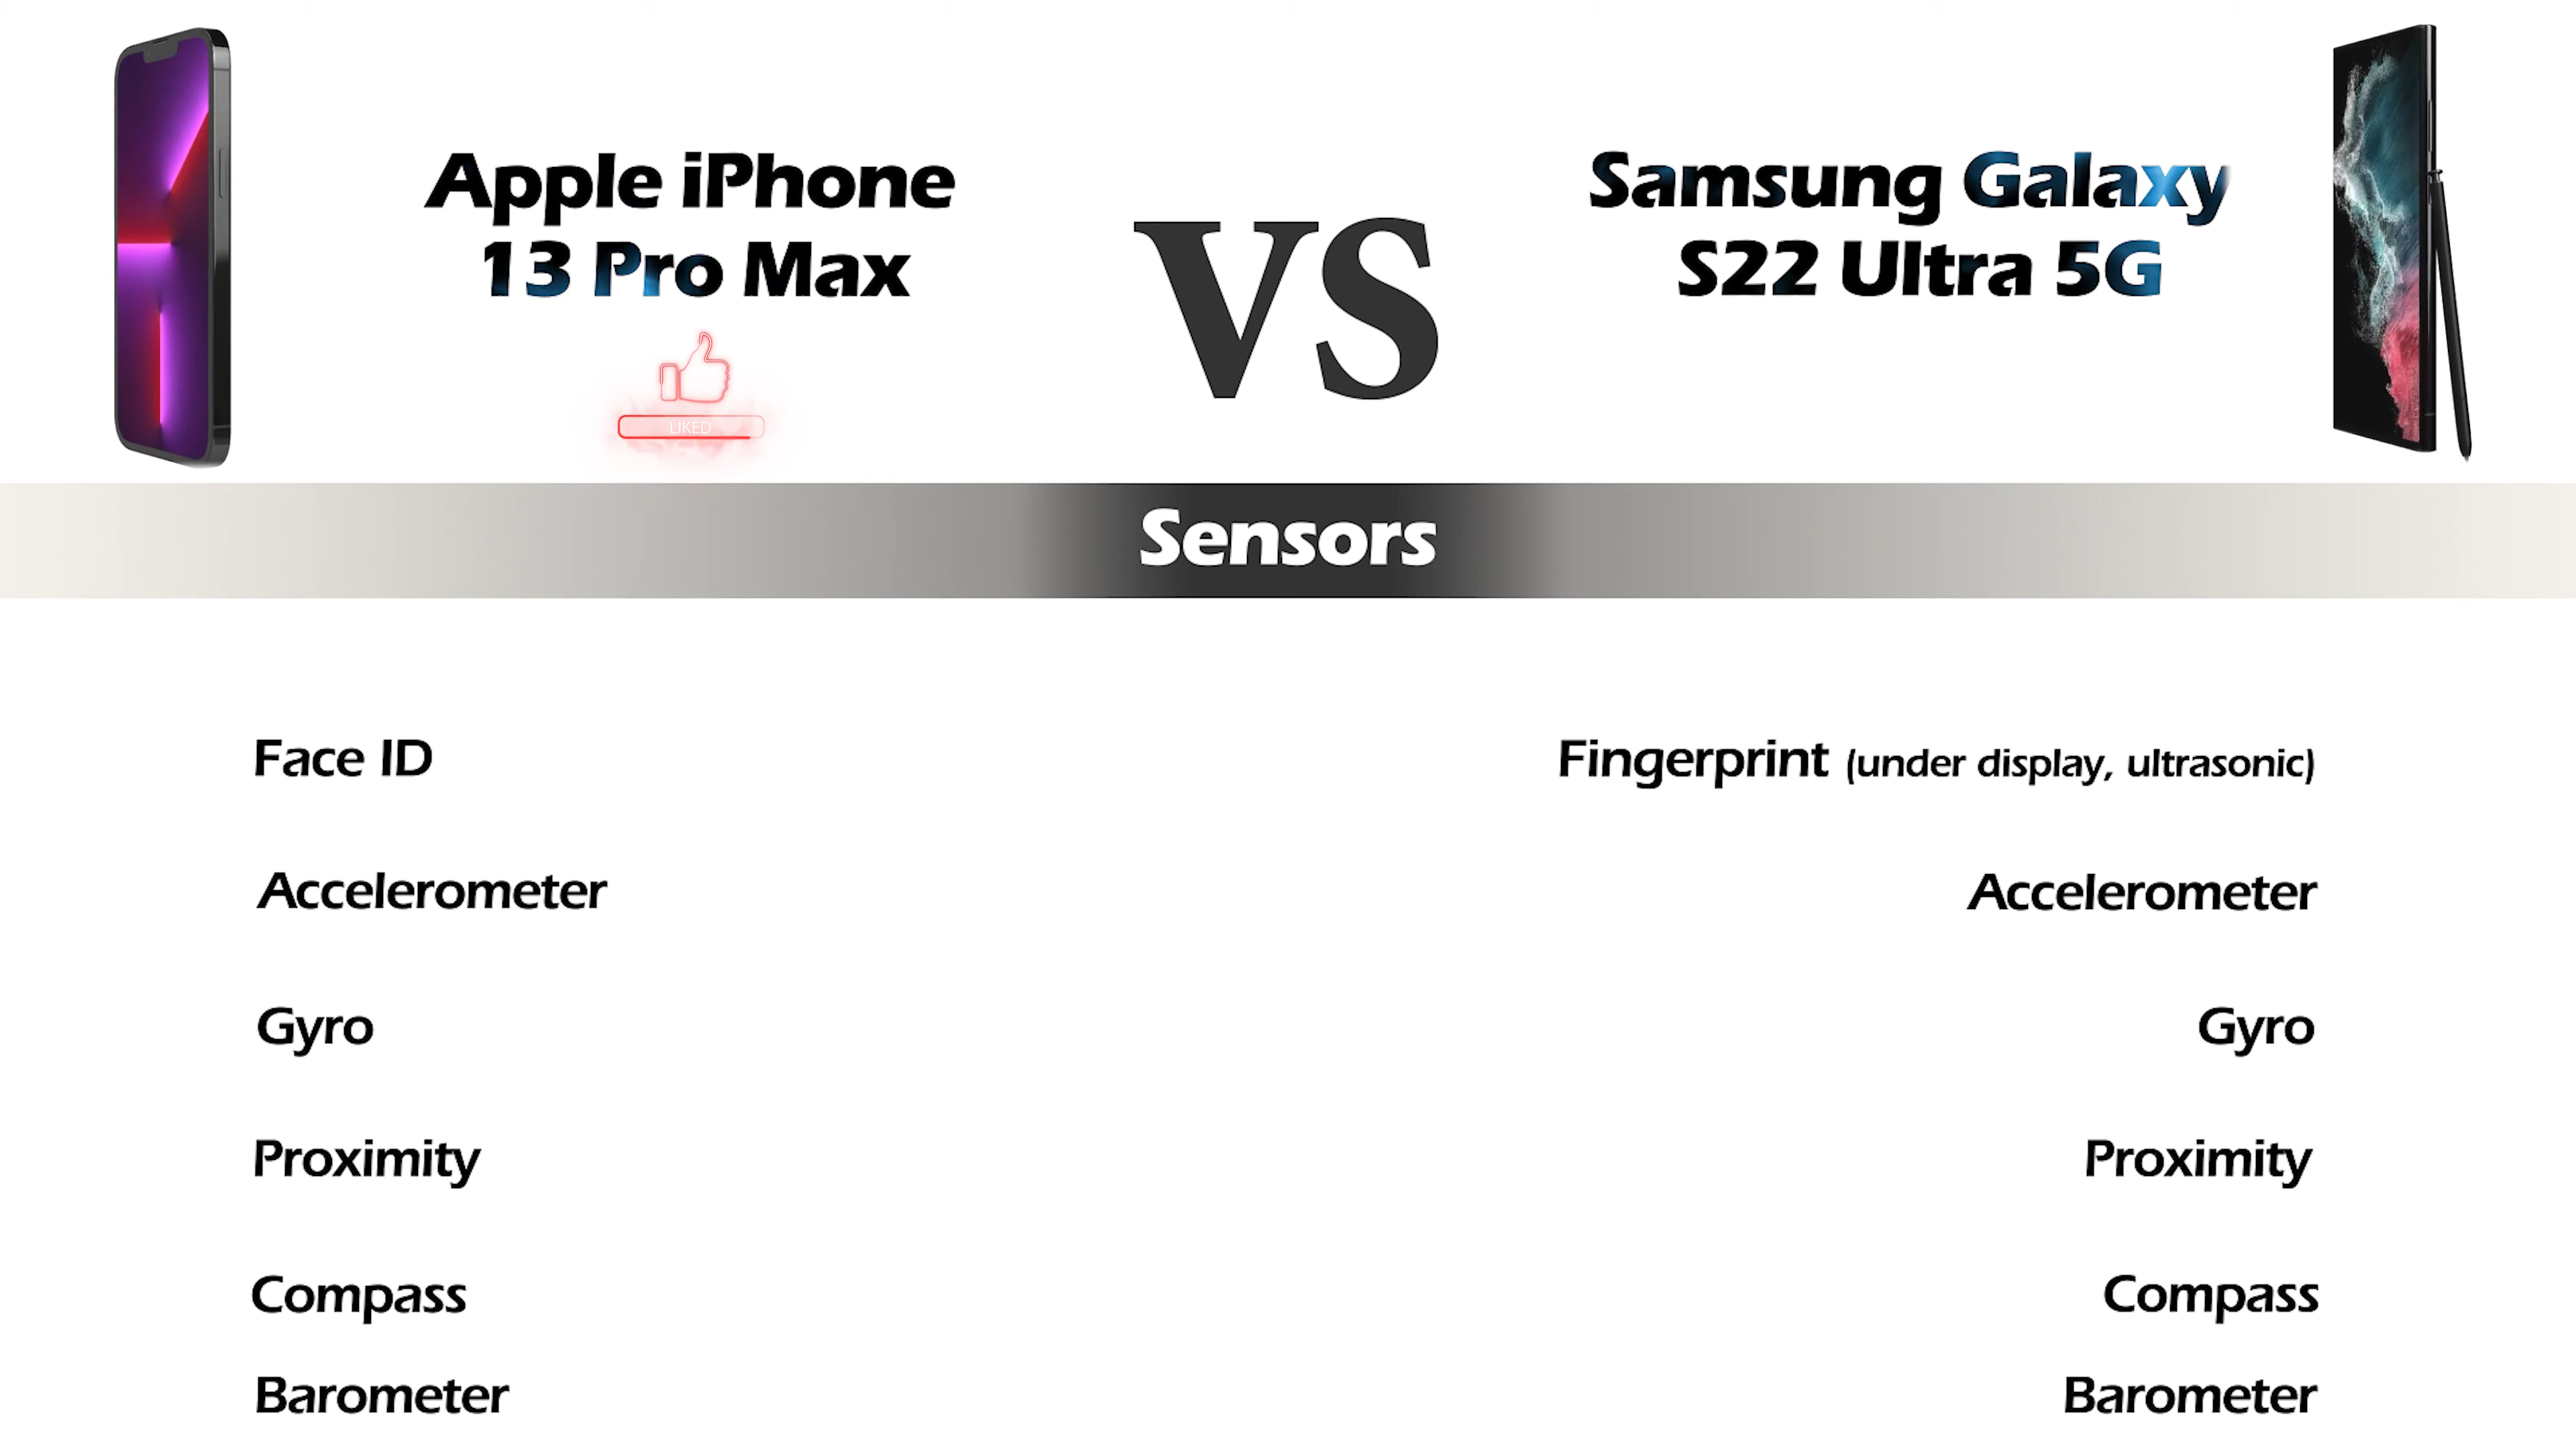 Apple iPhone
13 Pro Max
LIKED
VS
Samsung Galaxy
S22 Ultra 5G
Sensors
Face ID
Fingerprint (under display, ultrasonic)
Accelerometer
Accelerometer
Gyro
Gyro
Proximity
Proximity
Compass
Compass
Barometer
Barometer